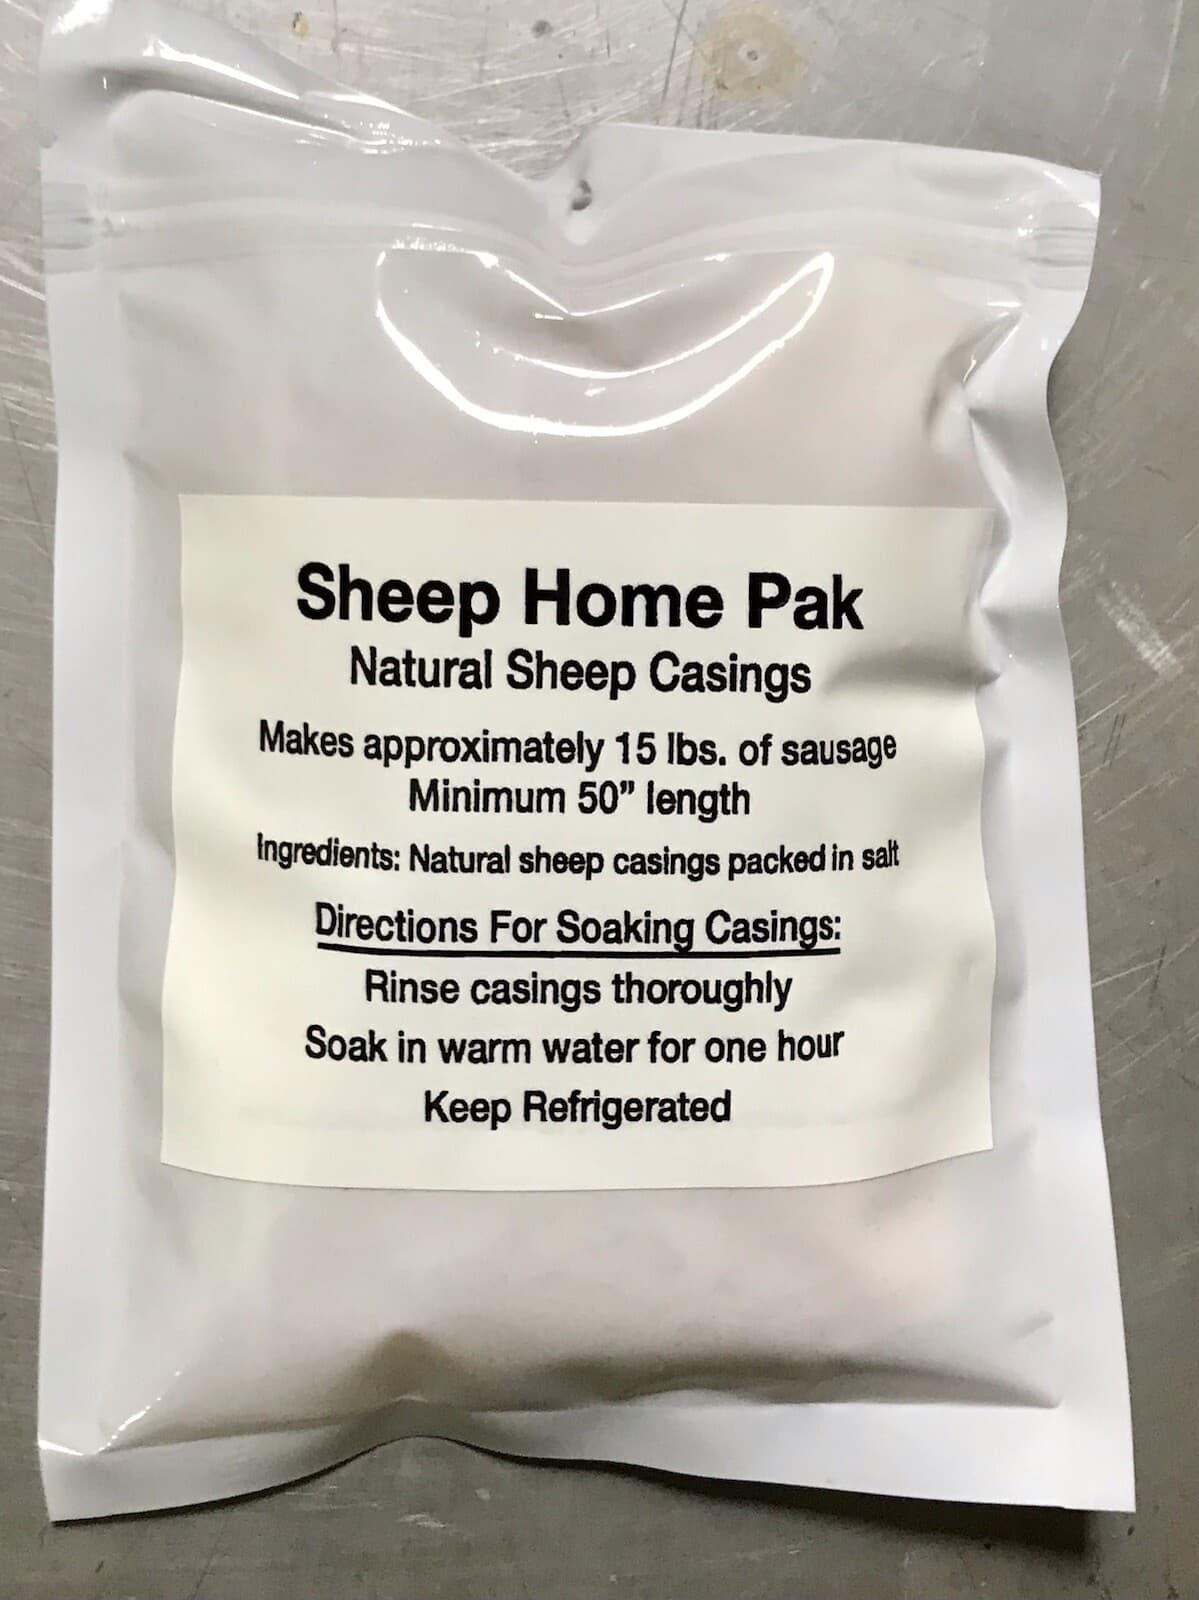 Sheep Home Pak
Natural Sheep Casings
Makes approximately 15 lbs. of sausage
Minimum 50” length
Ingredients: Natural sheep casings packed in salt
Directions For Soaking Casings:
Rinse casings thoroughly
Soak in warm water for one hour
Keep Refrigerated